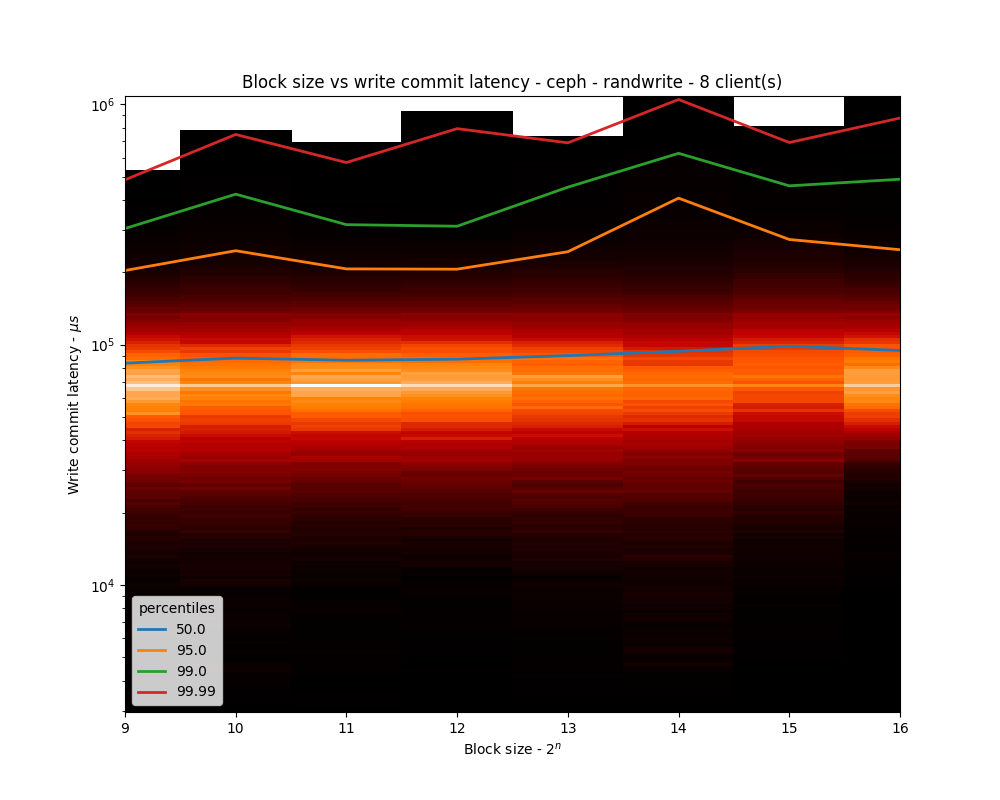 Block size vs write commit latency - ceph - randwrite - 8 client(s)
Write commit latency - μs
10⁶
10⁵
10⁴
percentiles
50.0
95.0
99.0
99.99
9 10 11 12 13 14 15 16
Block size - 2ⁿ